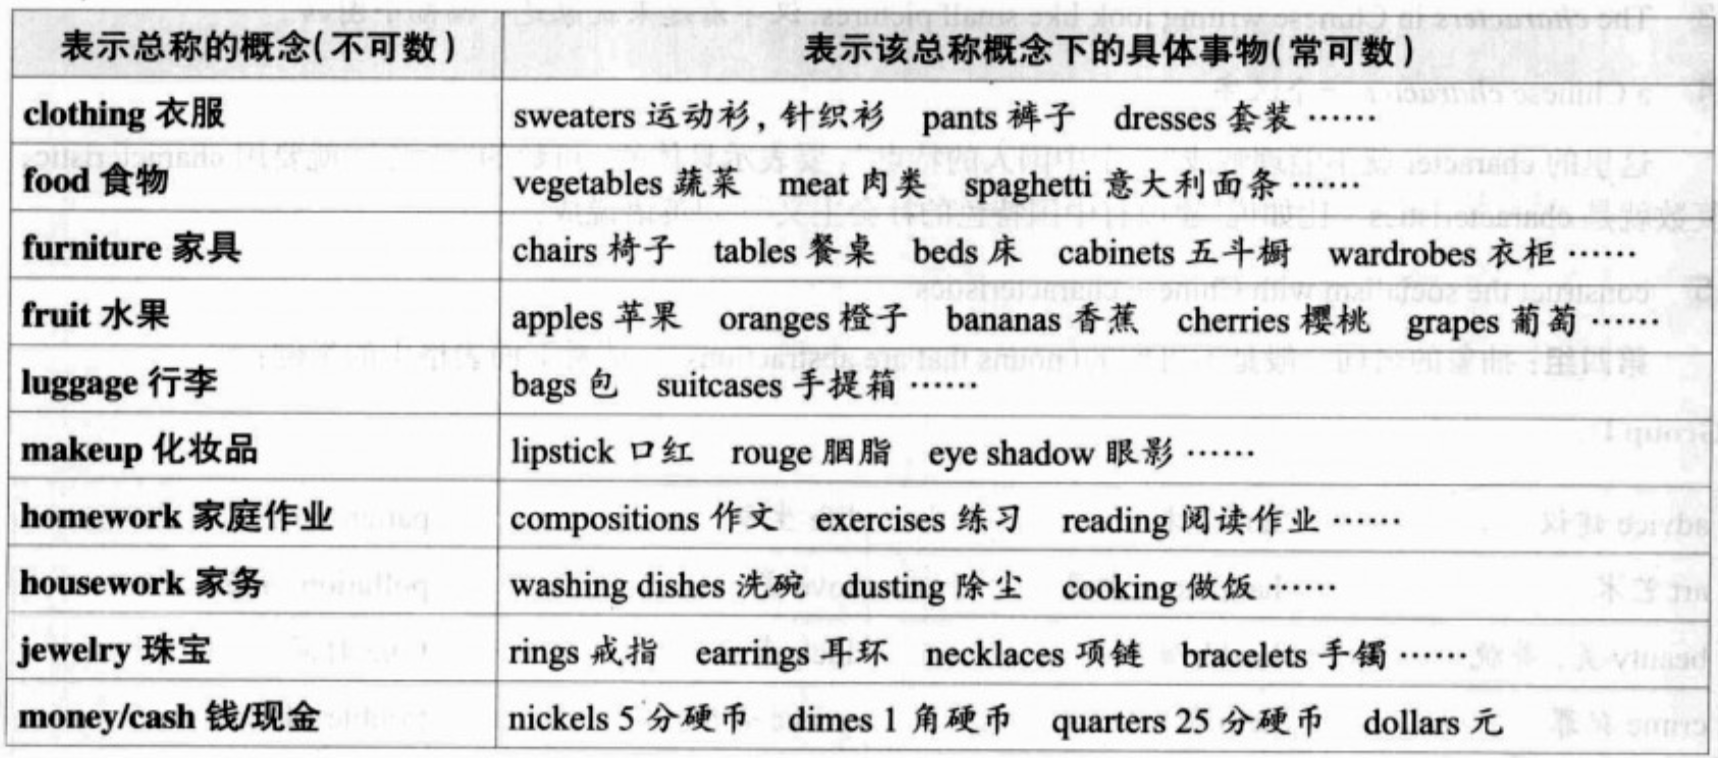 表示总称的概念(不可数) 表示该总称概念下的具体事物(常可数)
clothing 衣服 sweaters 运动衫,针织衫 pants 裤子 dresses 套装 ……
food 食物 vegetables 蔬菜 meat 肉类 spaghetti 意大利面条 ……
furniture 家具 chairs 椅子 tables 餐桌 beds 床 cabinets 五斗橱 wardrobes 衣柜 ……
fruit 水果 apples 苹果 oranges 橙子 bananas 香蕉 cherries 樱桃 grapes 葡萄 ……
luggage 行李 bags 包 suitcases 手提箱 ……
makeup 化妆品 lipstick 口红 rouge 胭脂 eye shadow 眼影 ……
homework 家庭作业 compositions 作文 exercises 练习 reading 阅读作业 ……
housework 家务 washing dishes 洗碗 dusting 除尘 cooking 做饭 ……
jewelry 珠宝 rings 戒指 earrings 耳环 necklaces 项链 bracelets 手镯 ……
money/cash 钱/现金 nickels 5 分硬币 dimes 1 角硬币 quarters 25 分硬币 dollars 元